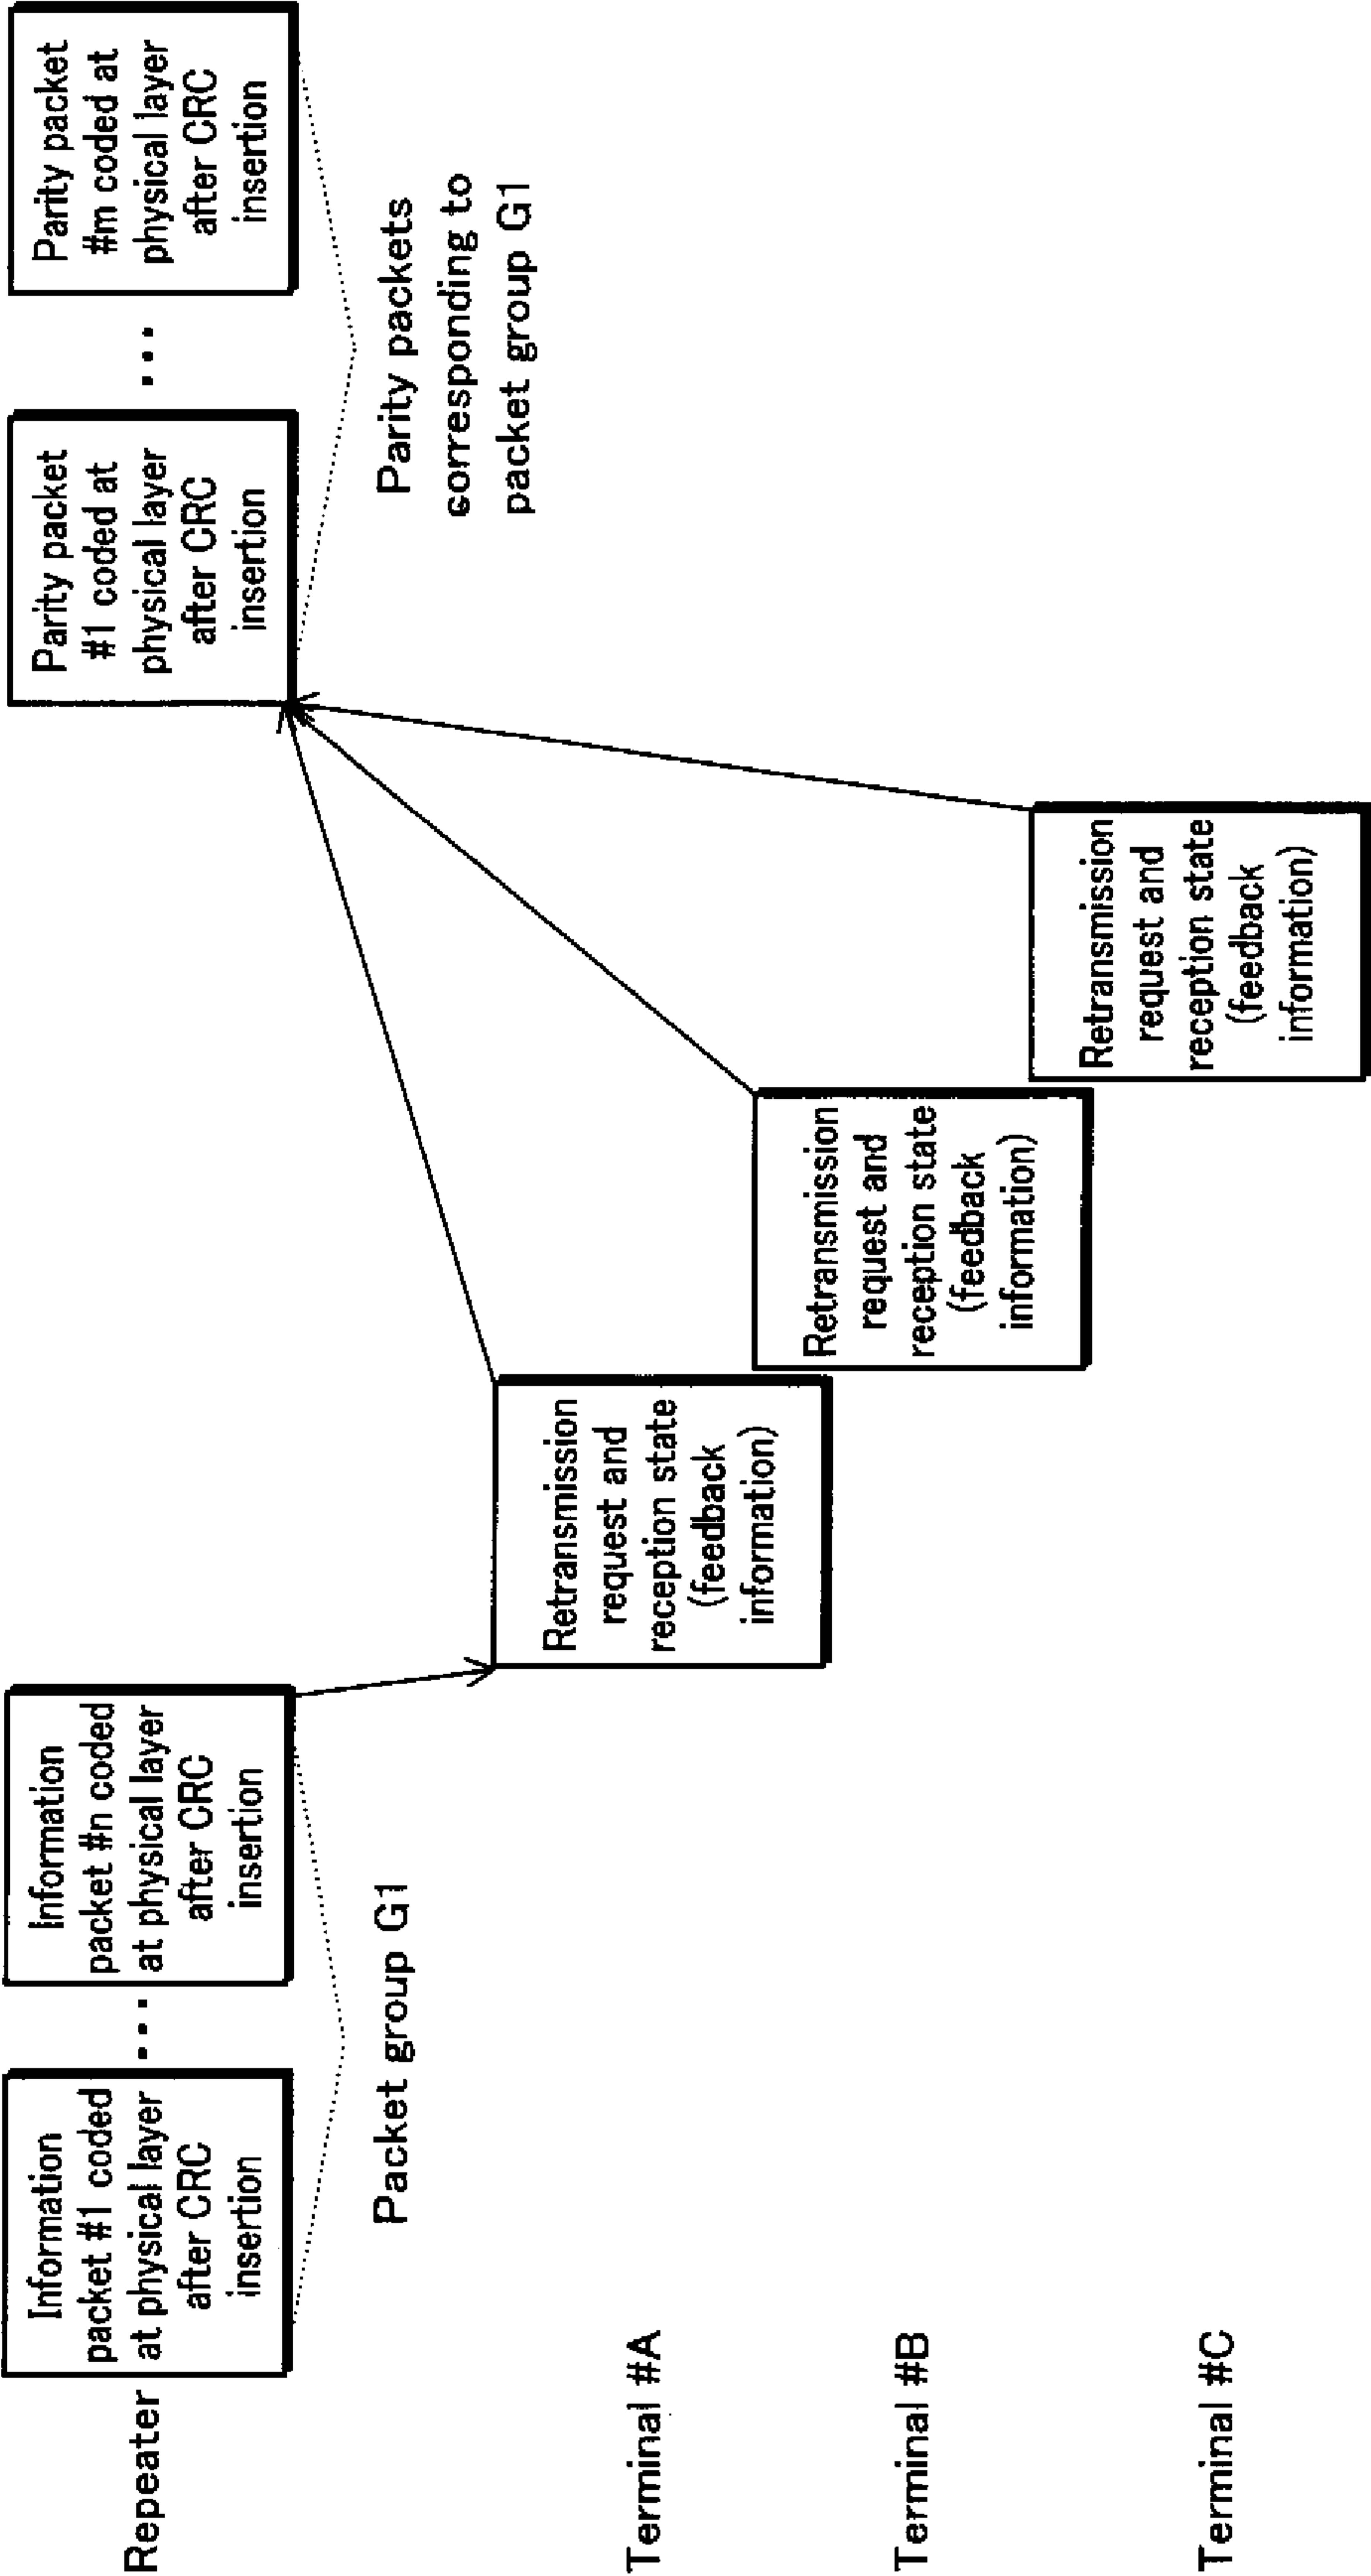 Repeater
Information
packet #1 coded
at physical layer
after CRC
insertion
...
Information
packet #n coded
at physical layer
after CRC
insertion
Packet group G1
Parity packet
#1 coded at
physical layer
after CRC
insertion
...
Parity packet
#m coded at
physical layer
after CRC
insertion
Parity packets
corresponding to
packet group G1
Terminal #A
Retransmission
request and
reception state
(feedback
information)
Terminal #B
Retransmission
request and
reception state
(feedback
information)
Terminal #C
Retransmission
request and
reception state
(feedback
information)